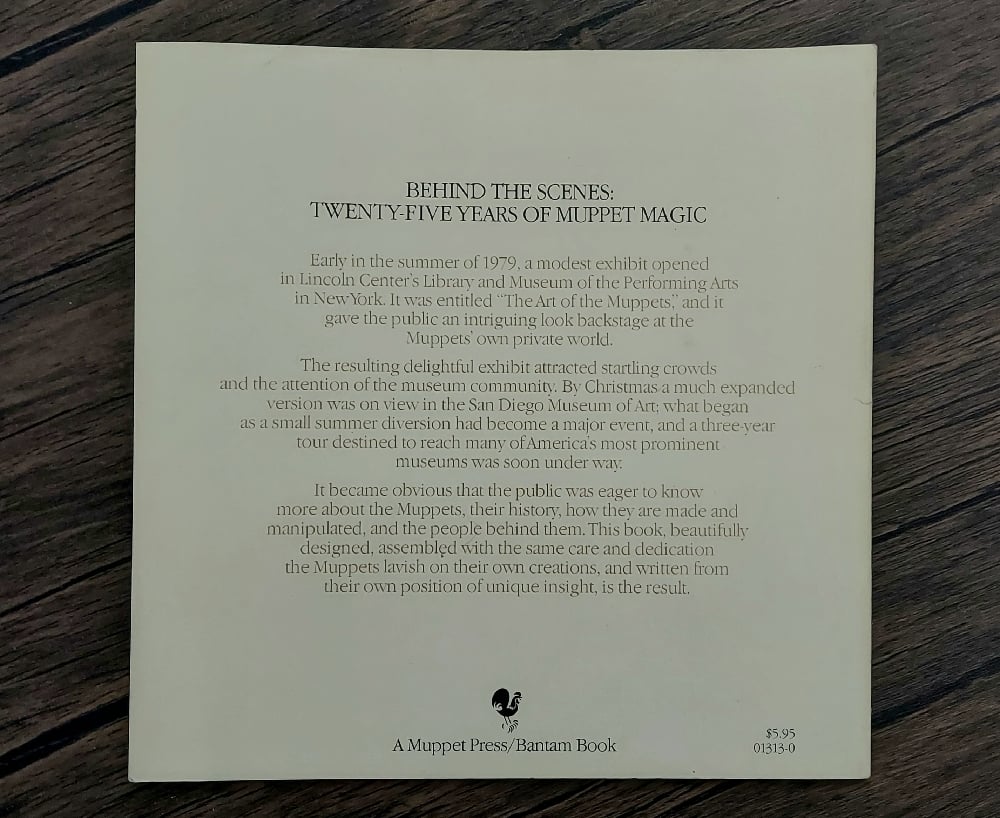 BEHIND THE SCENES:
TWENTY-FIVE YEARS OF MUPPET MAGIC
Early in the summer of 1979, a modest exhibit opened
in Lincoln Center's Library and Museum of the Performing Arts
in New York. It was entitled "The Art of the Muppets," and it
gave the public an intriguing look backstage at the
Muppets' own private world.
The resulting delightful exhibit attracted startling crowds
and the attention of the museum community. By Christmas a much expanded
version was on view in the San Diego Museum of Art; what began
as a small summer diversion had become a major event, and a three-year
tour destined to reach many of America's most prominent
museums was soon under way.
It became obvious that the public was eager to know
more about the Muppets, their history, how they are made and
manipulated, and the people behind them. This book, beautifully
designed, assembled with the same care and dedication
the Muppets lavish on their own creations, and written from
their own position of unique insight, is the result.
A Muppet Press/Bantam Book
$5.95
01313-0